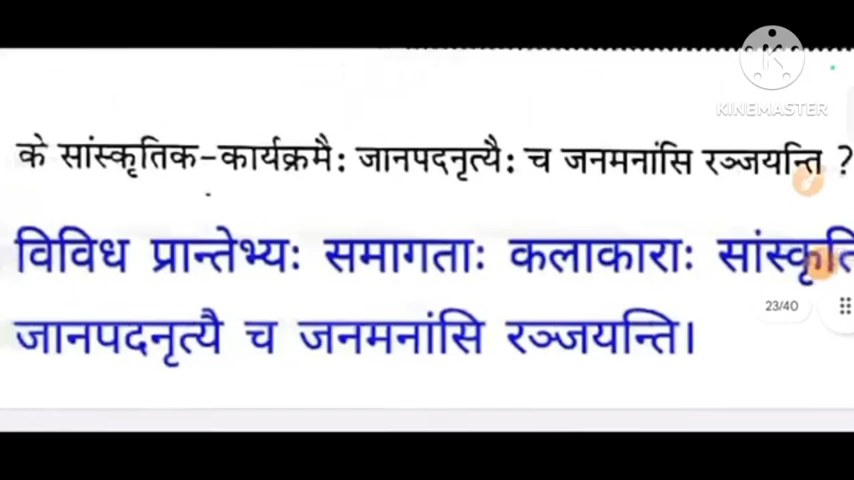 KINEMASTER
के सांस्कृतिक-कार्यक्रमैः जानपदनृत्यैः च जनमनांसि रञ्जयन्ति ?
विविध प्रान्तेभ्यः समागताः कलाकाराः
23/40
जानपदनृत्यै च जनमनांसि रञ्जयन्ति।